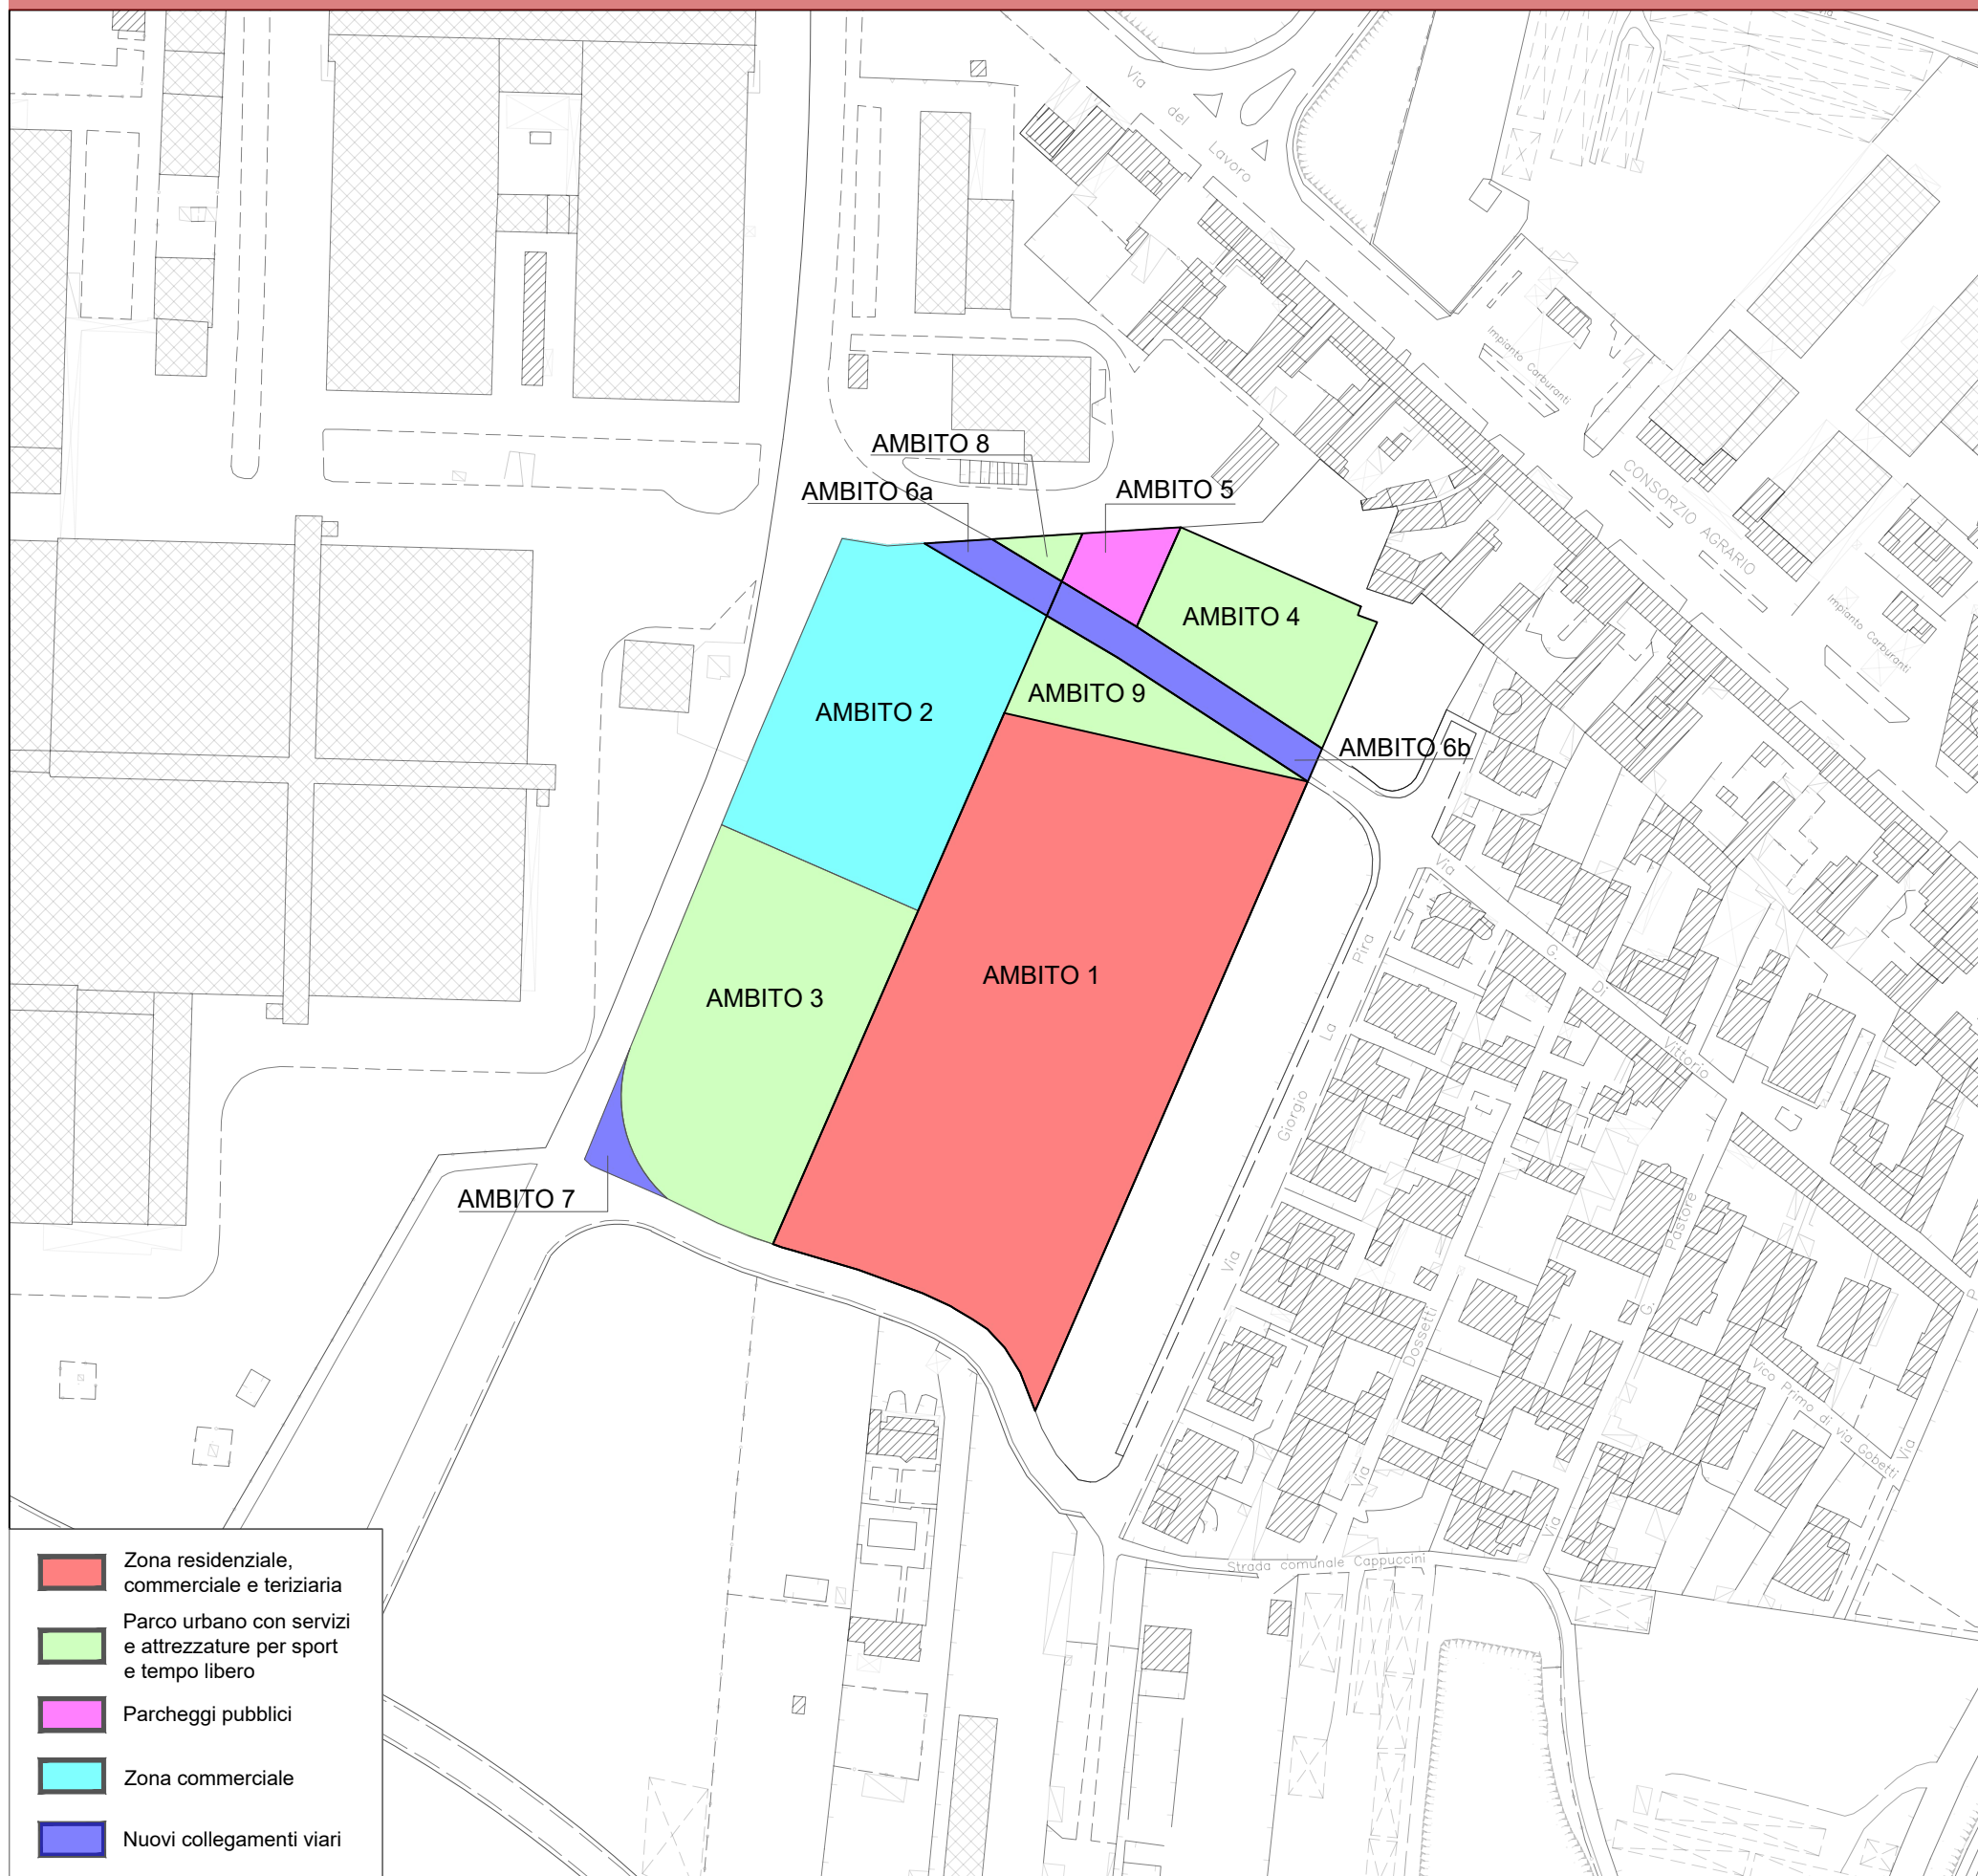 Via
del
Lavoro
Impianto Carburanti
CONSORZIO AGRARIO
Impianto Carburanti
AMBITO 8
AMBITO 6a
AMBITO 5
AMBITO 4
AMBITO 2
AMBITO 9
AMBITO 6b
AMBITO 1
AMBITO 3
AMBITO 7
Via
G.
Di
Vittorio
Via
Giorgio
La
Pira
Via
Dossetti
Via
G.
Pastore
Vico Primo di via Gobetti
Via
P.
Strada comunale Cappuccini
Zona residenziale,
commerciale e teriziaria
Parco urbano con servizi
e attrezzature per sport
e tempo libero
Parcheggi pubblici
Zona commerciale
Nuovi collegamenti viari